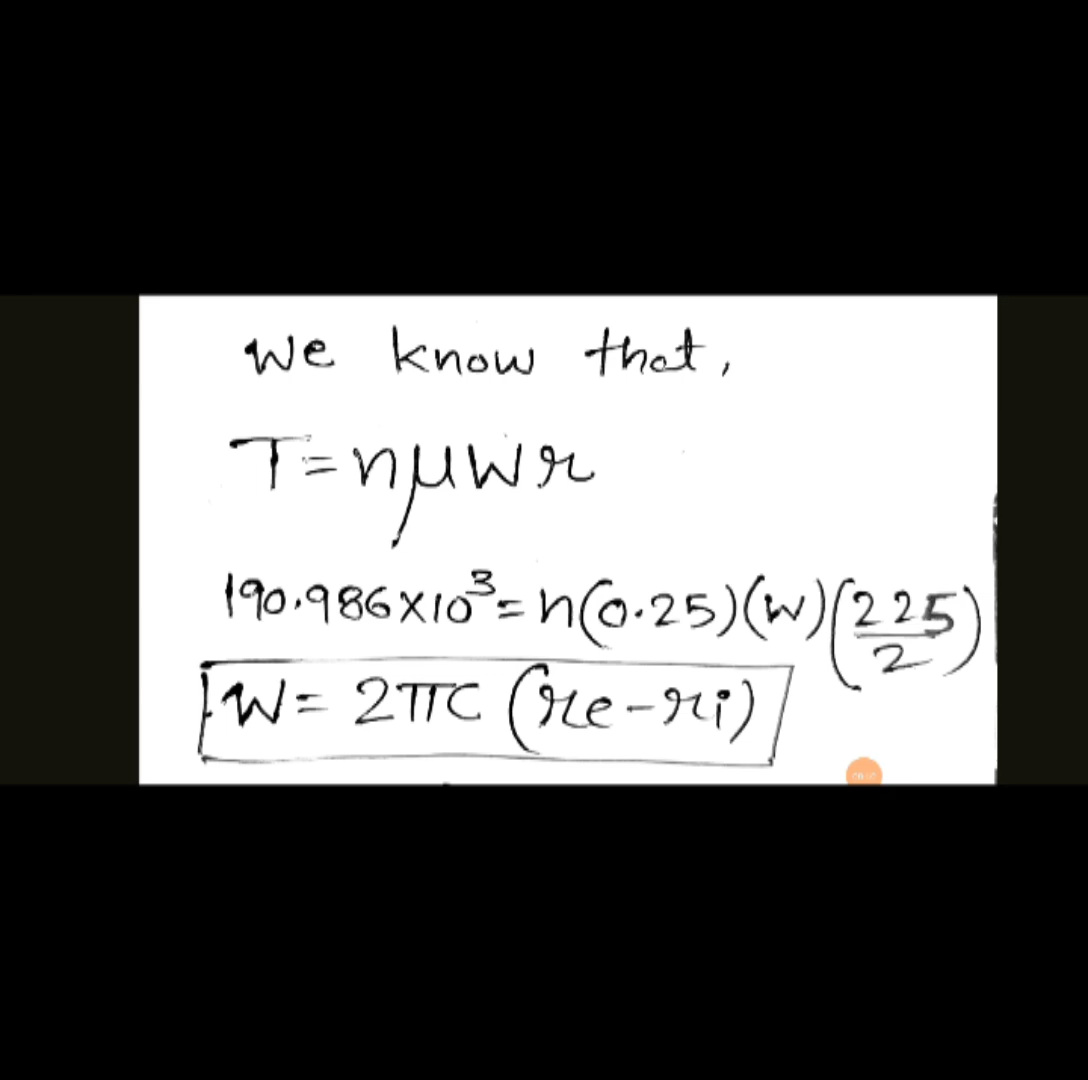 We know that,
T=nμWr
190.986×10³=n(0.25)(W)(225/2)
W= 2πC (re-ri)